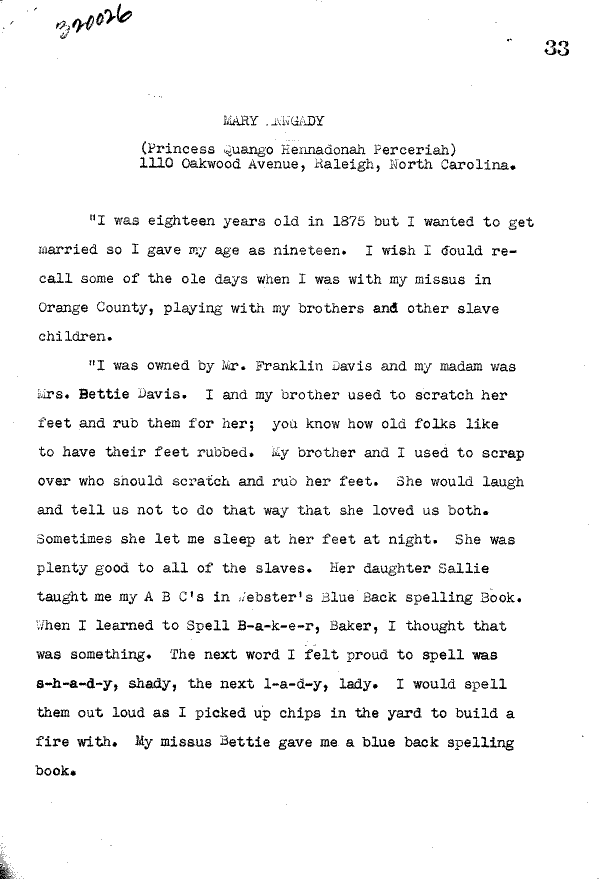 320026
33
MARY ANGADY
(Princess Quango Hennadonah Perceriah)
1110 Oakwood Avenue, Raleigh, North Carolina.
"I was eighteen years old in 1875 but I wanted to get
married so I gave my age as nineteen. I wish I could re-
call some of the ole days when I was with my missus in
Orange County, playing with my brothers and other slave
children.
"I was owned by Mr. Franklin Davis and my madam was
Mrs. Bettie Davis. I and my brother used to scratch her
feet and rub them for her; you know how old folks like
to have their feet rubbed. My brother and I used to scrap
over who should scratch and rub her feet. She would laugh
and tell us not to do that way that she loved us both.
Sometimes she let me sleep at her feet at night. She was
plenty good to all of the slaves. Her daughter Sallie
taught me my A B C's in Webster's Blue Back spelling Book.
When I learned to Spell B-a-k-e-r, Baker, I thought that
was something. The next word I felt proud to spell was
s-h-a-d-y, shady, the next l-a-d-y, lady. I would spell
them out loud as I picked up chips in the yard to build a
fire with. My missus Bettie gave me a blue back spelling
book.